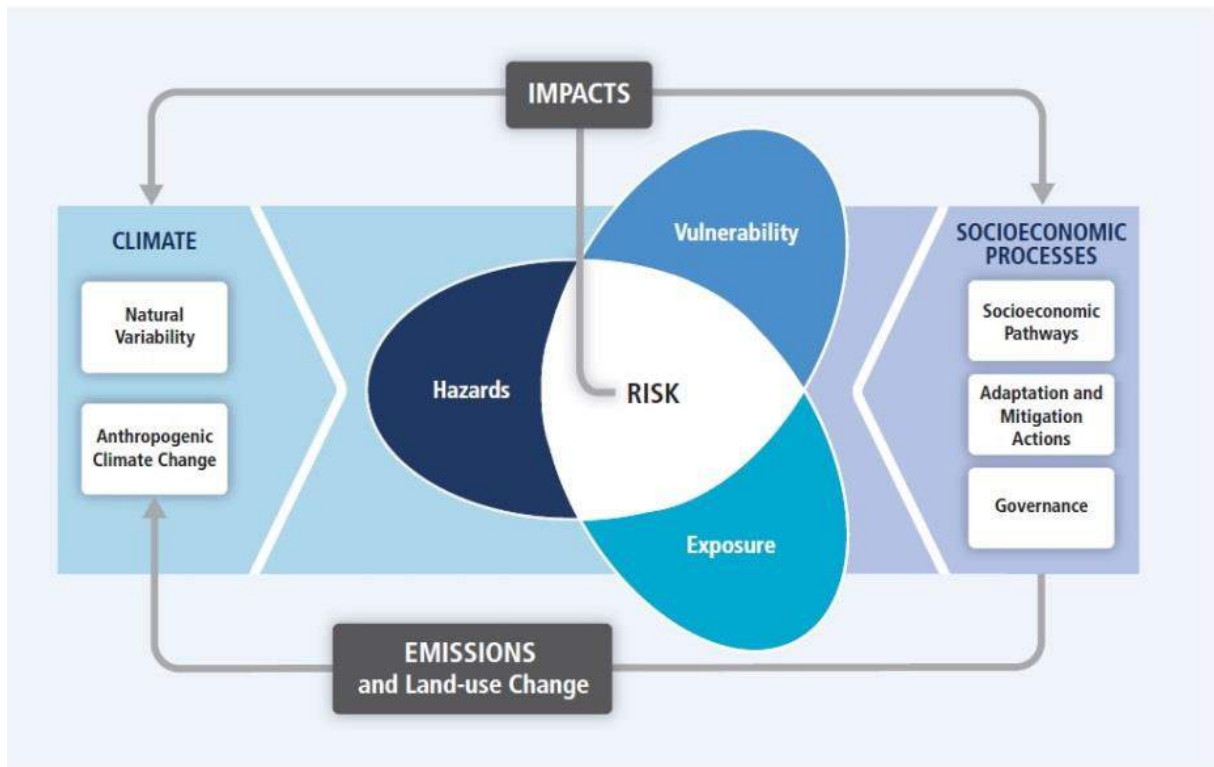 IMPACTS
CLIMATE
Natural
Variability
Anthropogenic
Climate Change
Vulnerability
Hazards
RISK
Exposure
SOCIOECONOMIC
PROCESSES
Socioeconomic
Pathways
Adaptation and
Mitigation
Actions
Governance
EMISSIONS
and Land-use Change